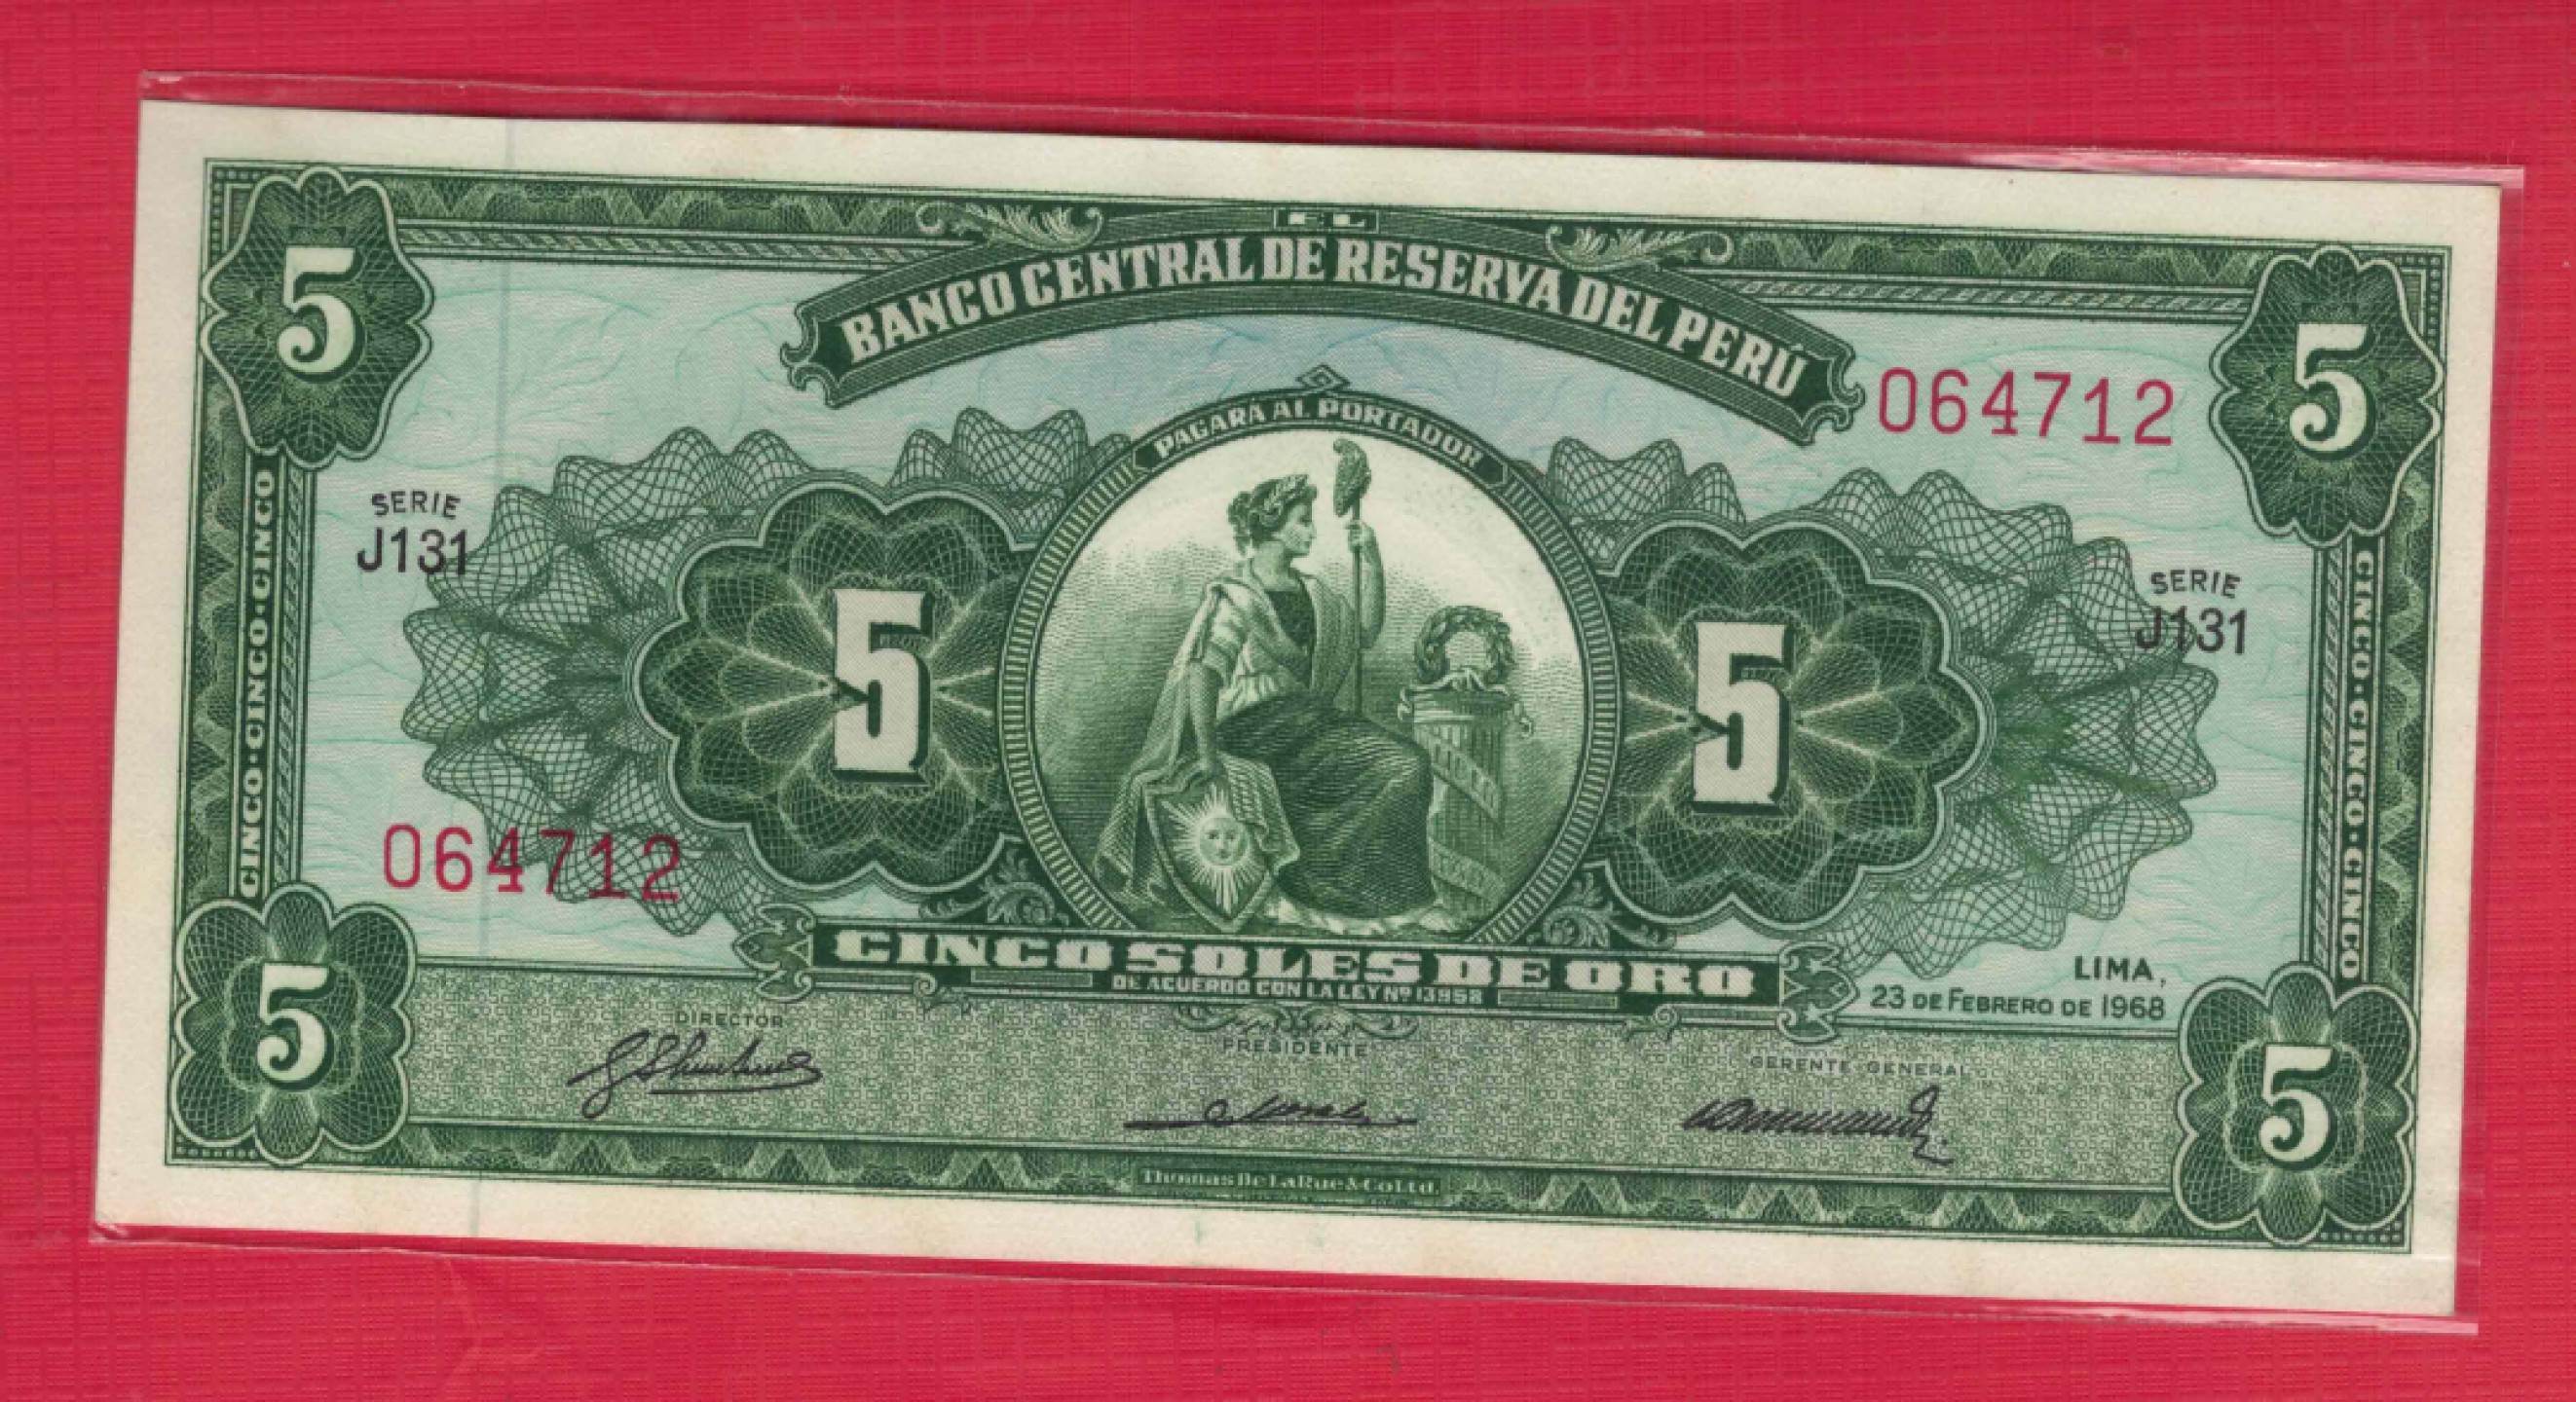 5
EL
BANCO CENTRAL DE RESERVA DEL PERÚ
5
064712
PAGARÁ AL PORTADOR
SERIE
J131
SERIE
J131
CINCO·CINCO·CINCO
5
5
CINCO·CINCO·CINCO
064712
CINCO SOLES DE ORO
DE ACUERDO CON LA LEY Nº 13958
LIMA,
23 DE FEBRERO DE 1968
5
DIRECTOR
PRESIDENTE
GERENTE GENERAL
5
Thomas De La Rue & Co Ltd.